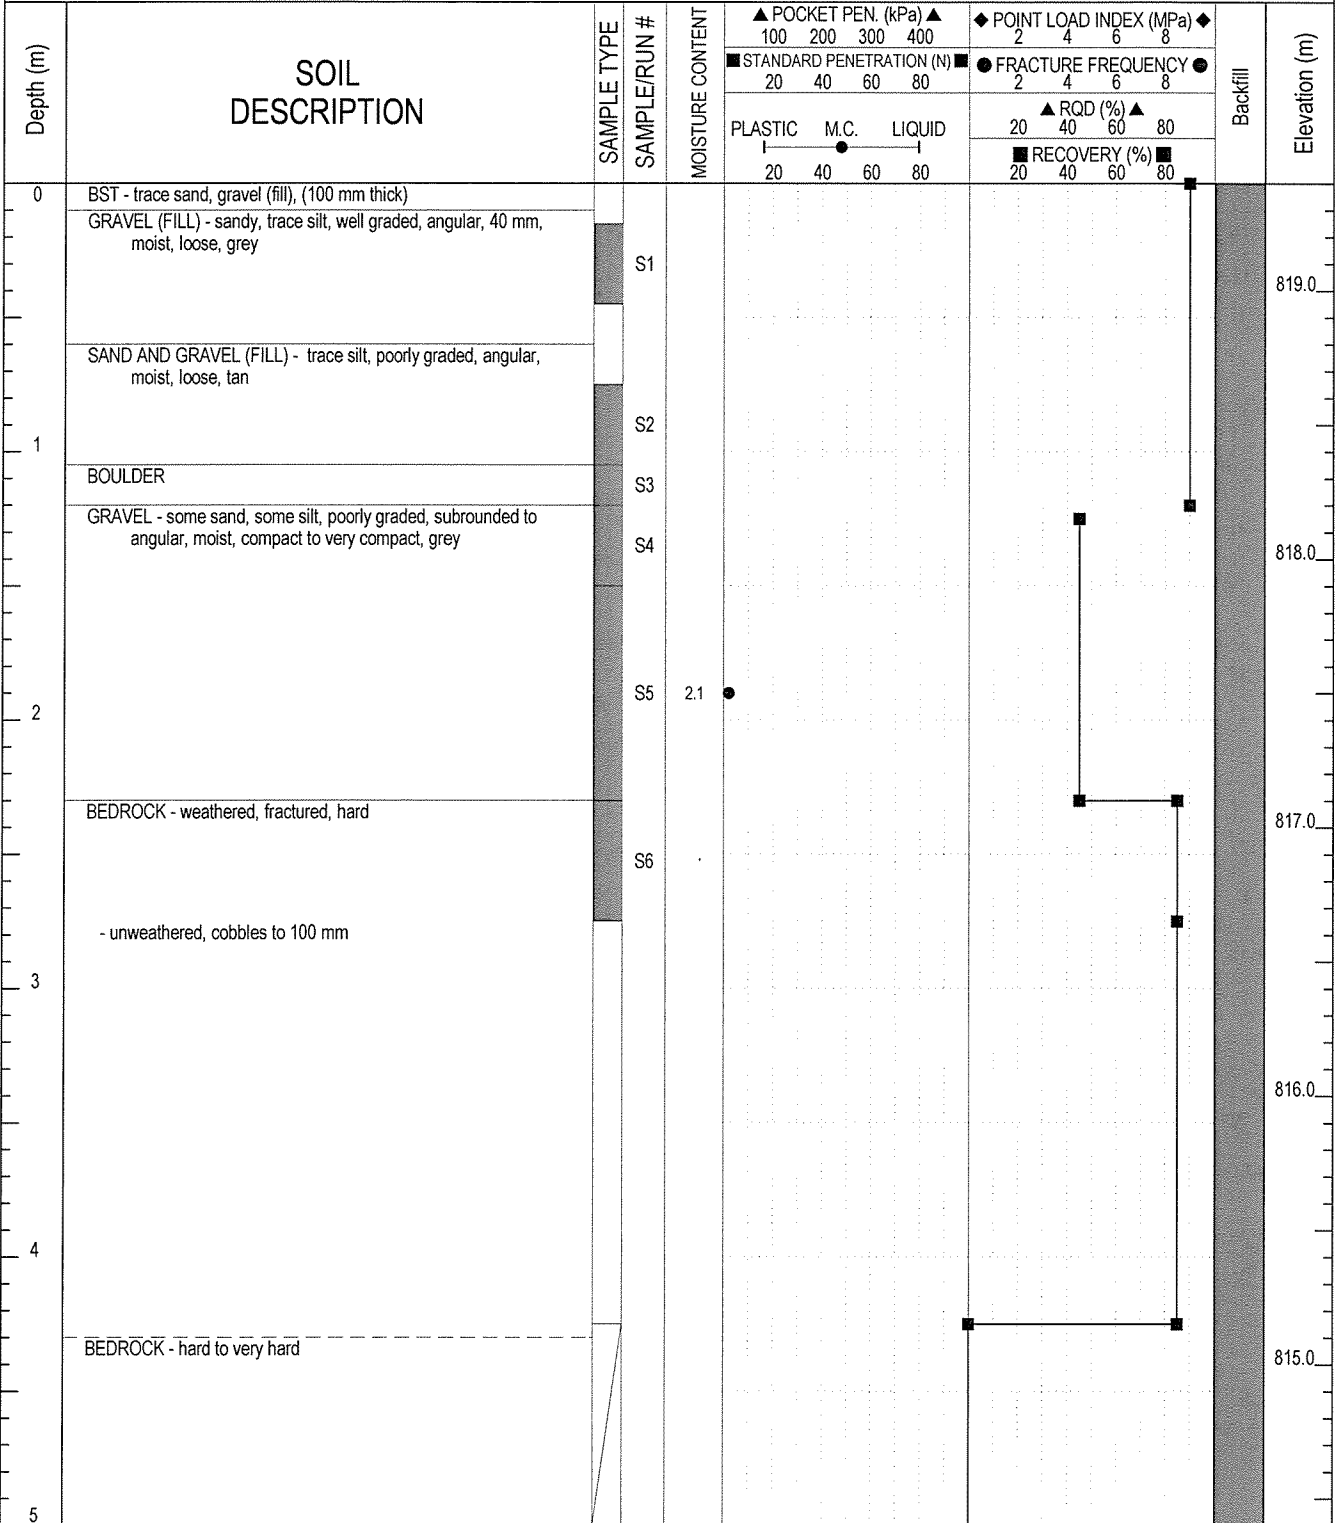 Depth (m)
SOIL
DESCRIPTION
SAMPLE TYPE
SAMPLE/RUN #
MOISTURE CONTENT
▲ POCKET PEN. (kPa) ▲
100 200 300 400
■ STANDARD PENETRATION (N) ■
20 40 60 80
PLASTIC M.C. LIQUID
20 40 60 80
◆ POINT LOAD INDEX (MPa) ◆
2 4 6 8
● FRACTURE FREQUENCY ●
2 4 6 8
▲ RQD (%) ▲
20 40 60 80
■ RECOVERY (%) ■
20 40 60 80
Backfill
Elevation (m)
0
BST - trace sand, gravel (fill), (100 mm thick)
GRAVEL (FILL) - sandy, trace silt, well graded, angular, 40 mm,
moist, loose, grey
S1
819.0
SAND AND GRAVEL (FILL) - trace silt, poorly graded, angular,
moist, loose, tan
S2
1
BOULDER
S3
GRAVEL - some sand, some silt, poorly graded, subrounded to
angular, moist, compact to very compact, grey
S4
818.0
S5 2.1
2
BEDROCK - weathered, fractured, hard
817.0
S6
- unweathered, cobbles to 100 mm
3
816.0
4
BEDROCK - hard to very hard
815.0
5